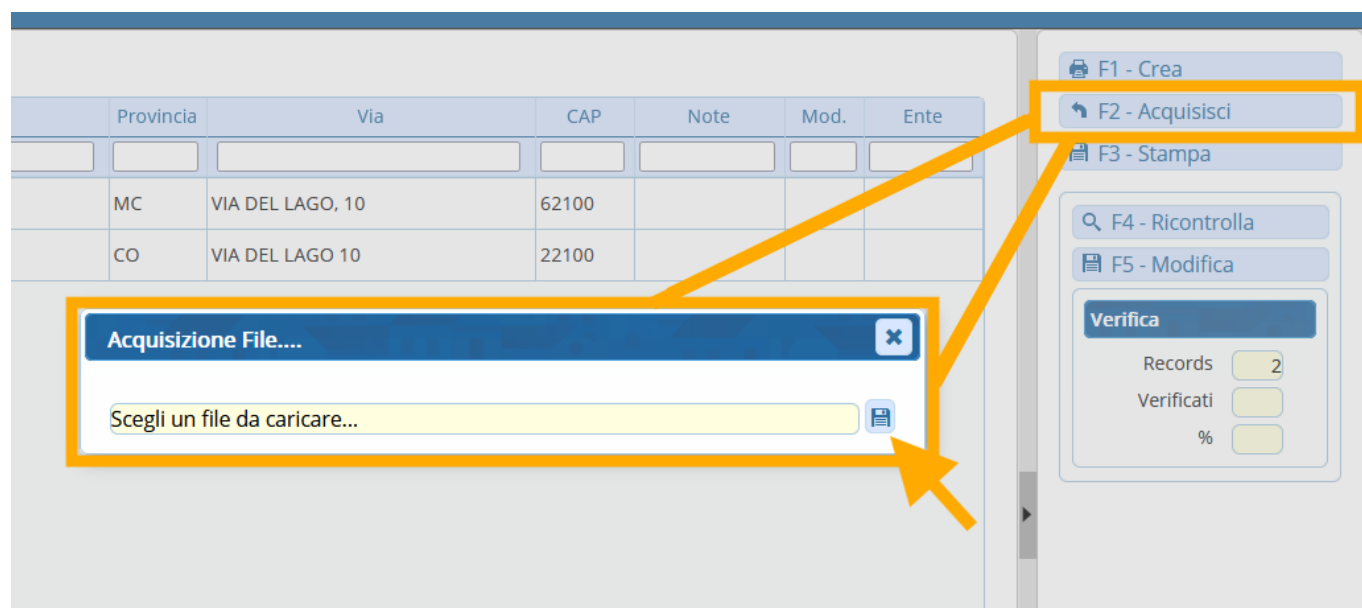 F1 - Crea
F2 - Acquisisci
F3 - Stampa
Provincia Via CAP Note Mod. Ente
MC VIA DEL LAGO, 10 62100
CO VIA DEL LAGO 10 22100
F4 - Ricontrolla
F5 - Modifica
Verifica
Records 2
Verificati
%
Acquisizione File....
Scegli un file da caricare...